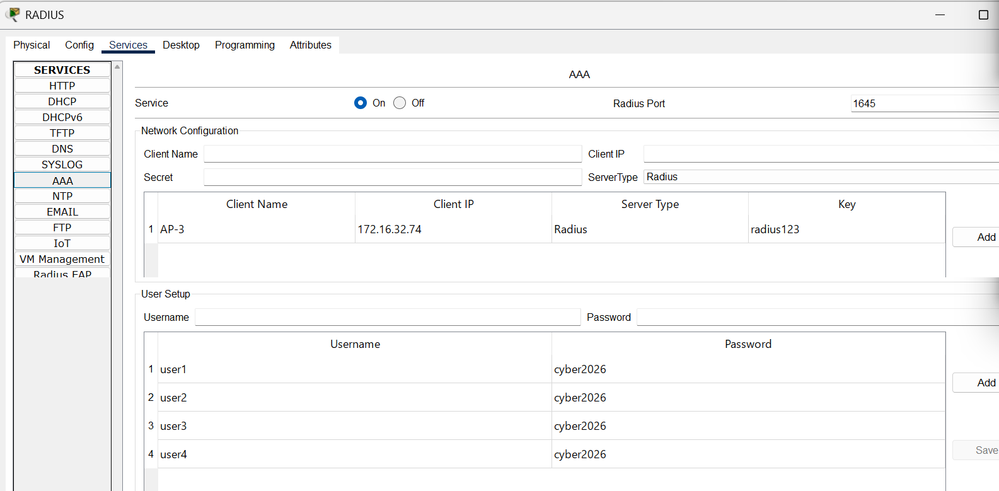 RADIUS
Physical Config Services Desktop Programming Attributes
SERVICES
HTTP
DHCP
DHCPv6
TFTP
DNS
SYSLOG
AAA
NTP
EMAIL
FTP
IoT
VM Management
Radius EAP
AAA
Service On Off Radius Port 1645
Network Configuration
Client Name Client IP
Secret ServerType Radius
Client Name Client IP Server Type Key
1 AP-3 172.16.32.74 Radius radius123
Add
User Setup
Username Password
Username Password
1 user1 cyber2026
2 user2 cyber2026
3 user3 cyber2026
4 user4 cyber2026
Add
Save